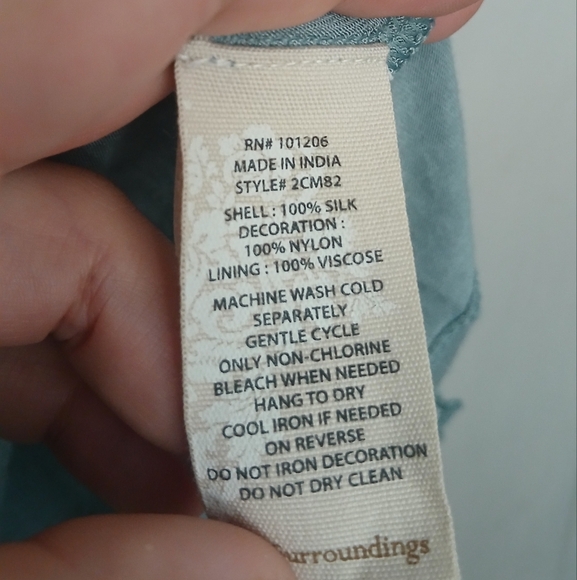 RN# 101206
MADE IN INDIA
STYLE# 2CM82
SHELL : 100% SILK
DECORATION :
100% NYLON
LINING : 100% VISCOSE
MACHINE WASH COLD
SEPARATELY
GENTLE CYCLE
ONLY NON-CHLORINE
BLEACH WHEN NEEDED
HANG TO DRY
COOL IRON IF NEEDED
ON REVERSE
DO NOT IRON DECORATION
DO NOT DRY CLEAN
urroundings